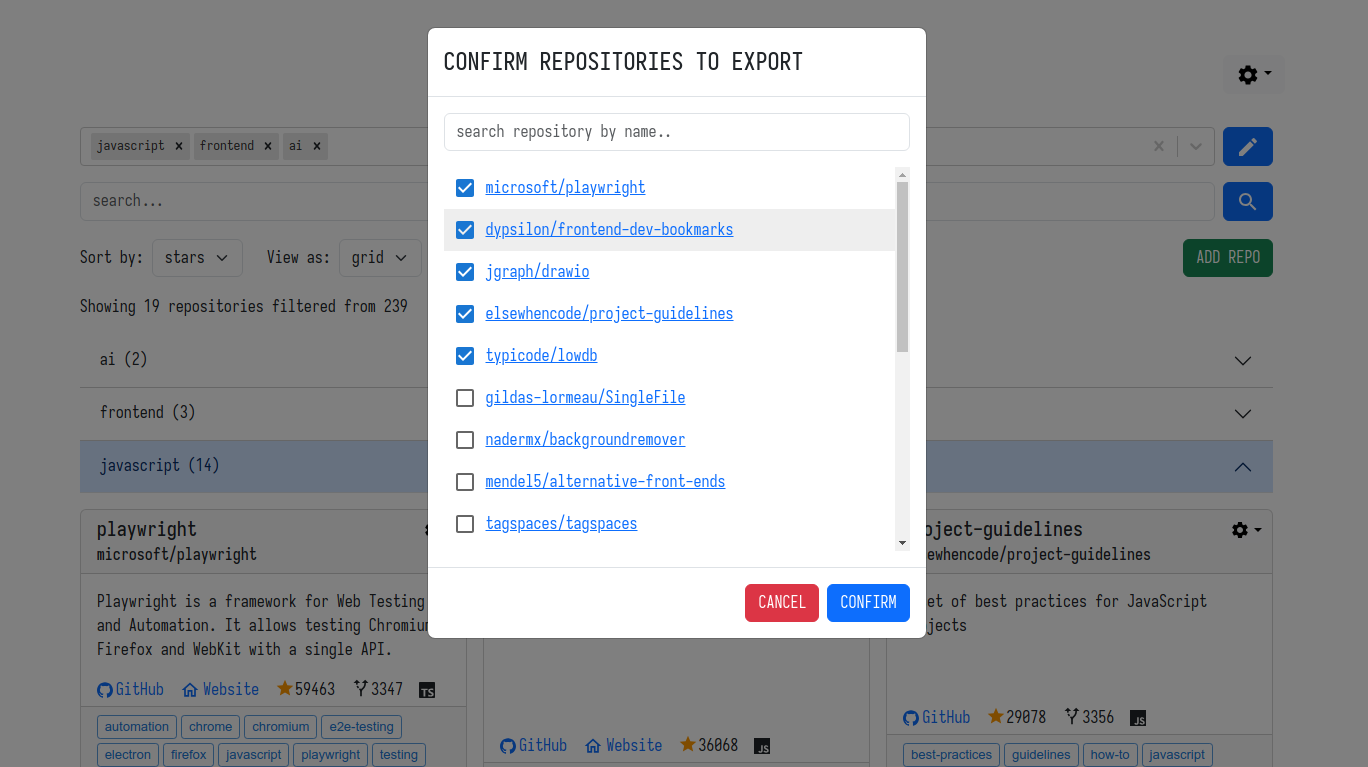 CONFIRM REPOSITORIES TO EXPORT
search repository by name..
microsoft/playwright
dypsilon/frontend-dev-bookmarks
jgraph/drawio
elsewhencode/project-guidelines
typicode/lowdb
gildas-lormeau/SingleFile
nadermx/backgroundremover
mendel5/alternative-front-ends
tagspaces/tagspaces
CANCEL CONFIRM
javascript × frontend × ai ×
search...
Sort by: stars View as: grid
ADD REPO
Showing 19 repositories filtered from 239
ai (2)
frontend (3)
javascript (14)
playwright
microsoft/playwright
Playwright is a framework for Web Testing
and Automation. It allows testing Chromium
Firefox and WebKit with a single API.
GitHub Website 59463 3347 TS
automation chrome chromium e2e-testing
electron firefox javascript playwright testing
GitHub Website 36068 JS
oject-guidelines
ewhencode/project-guidelines
et of best practices for JavaScript
jects
GitHub 29078 3356 JS
best-practices guidelines how-to javascript